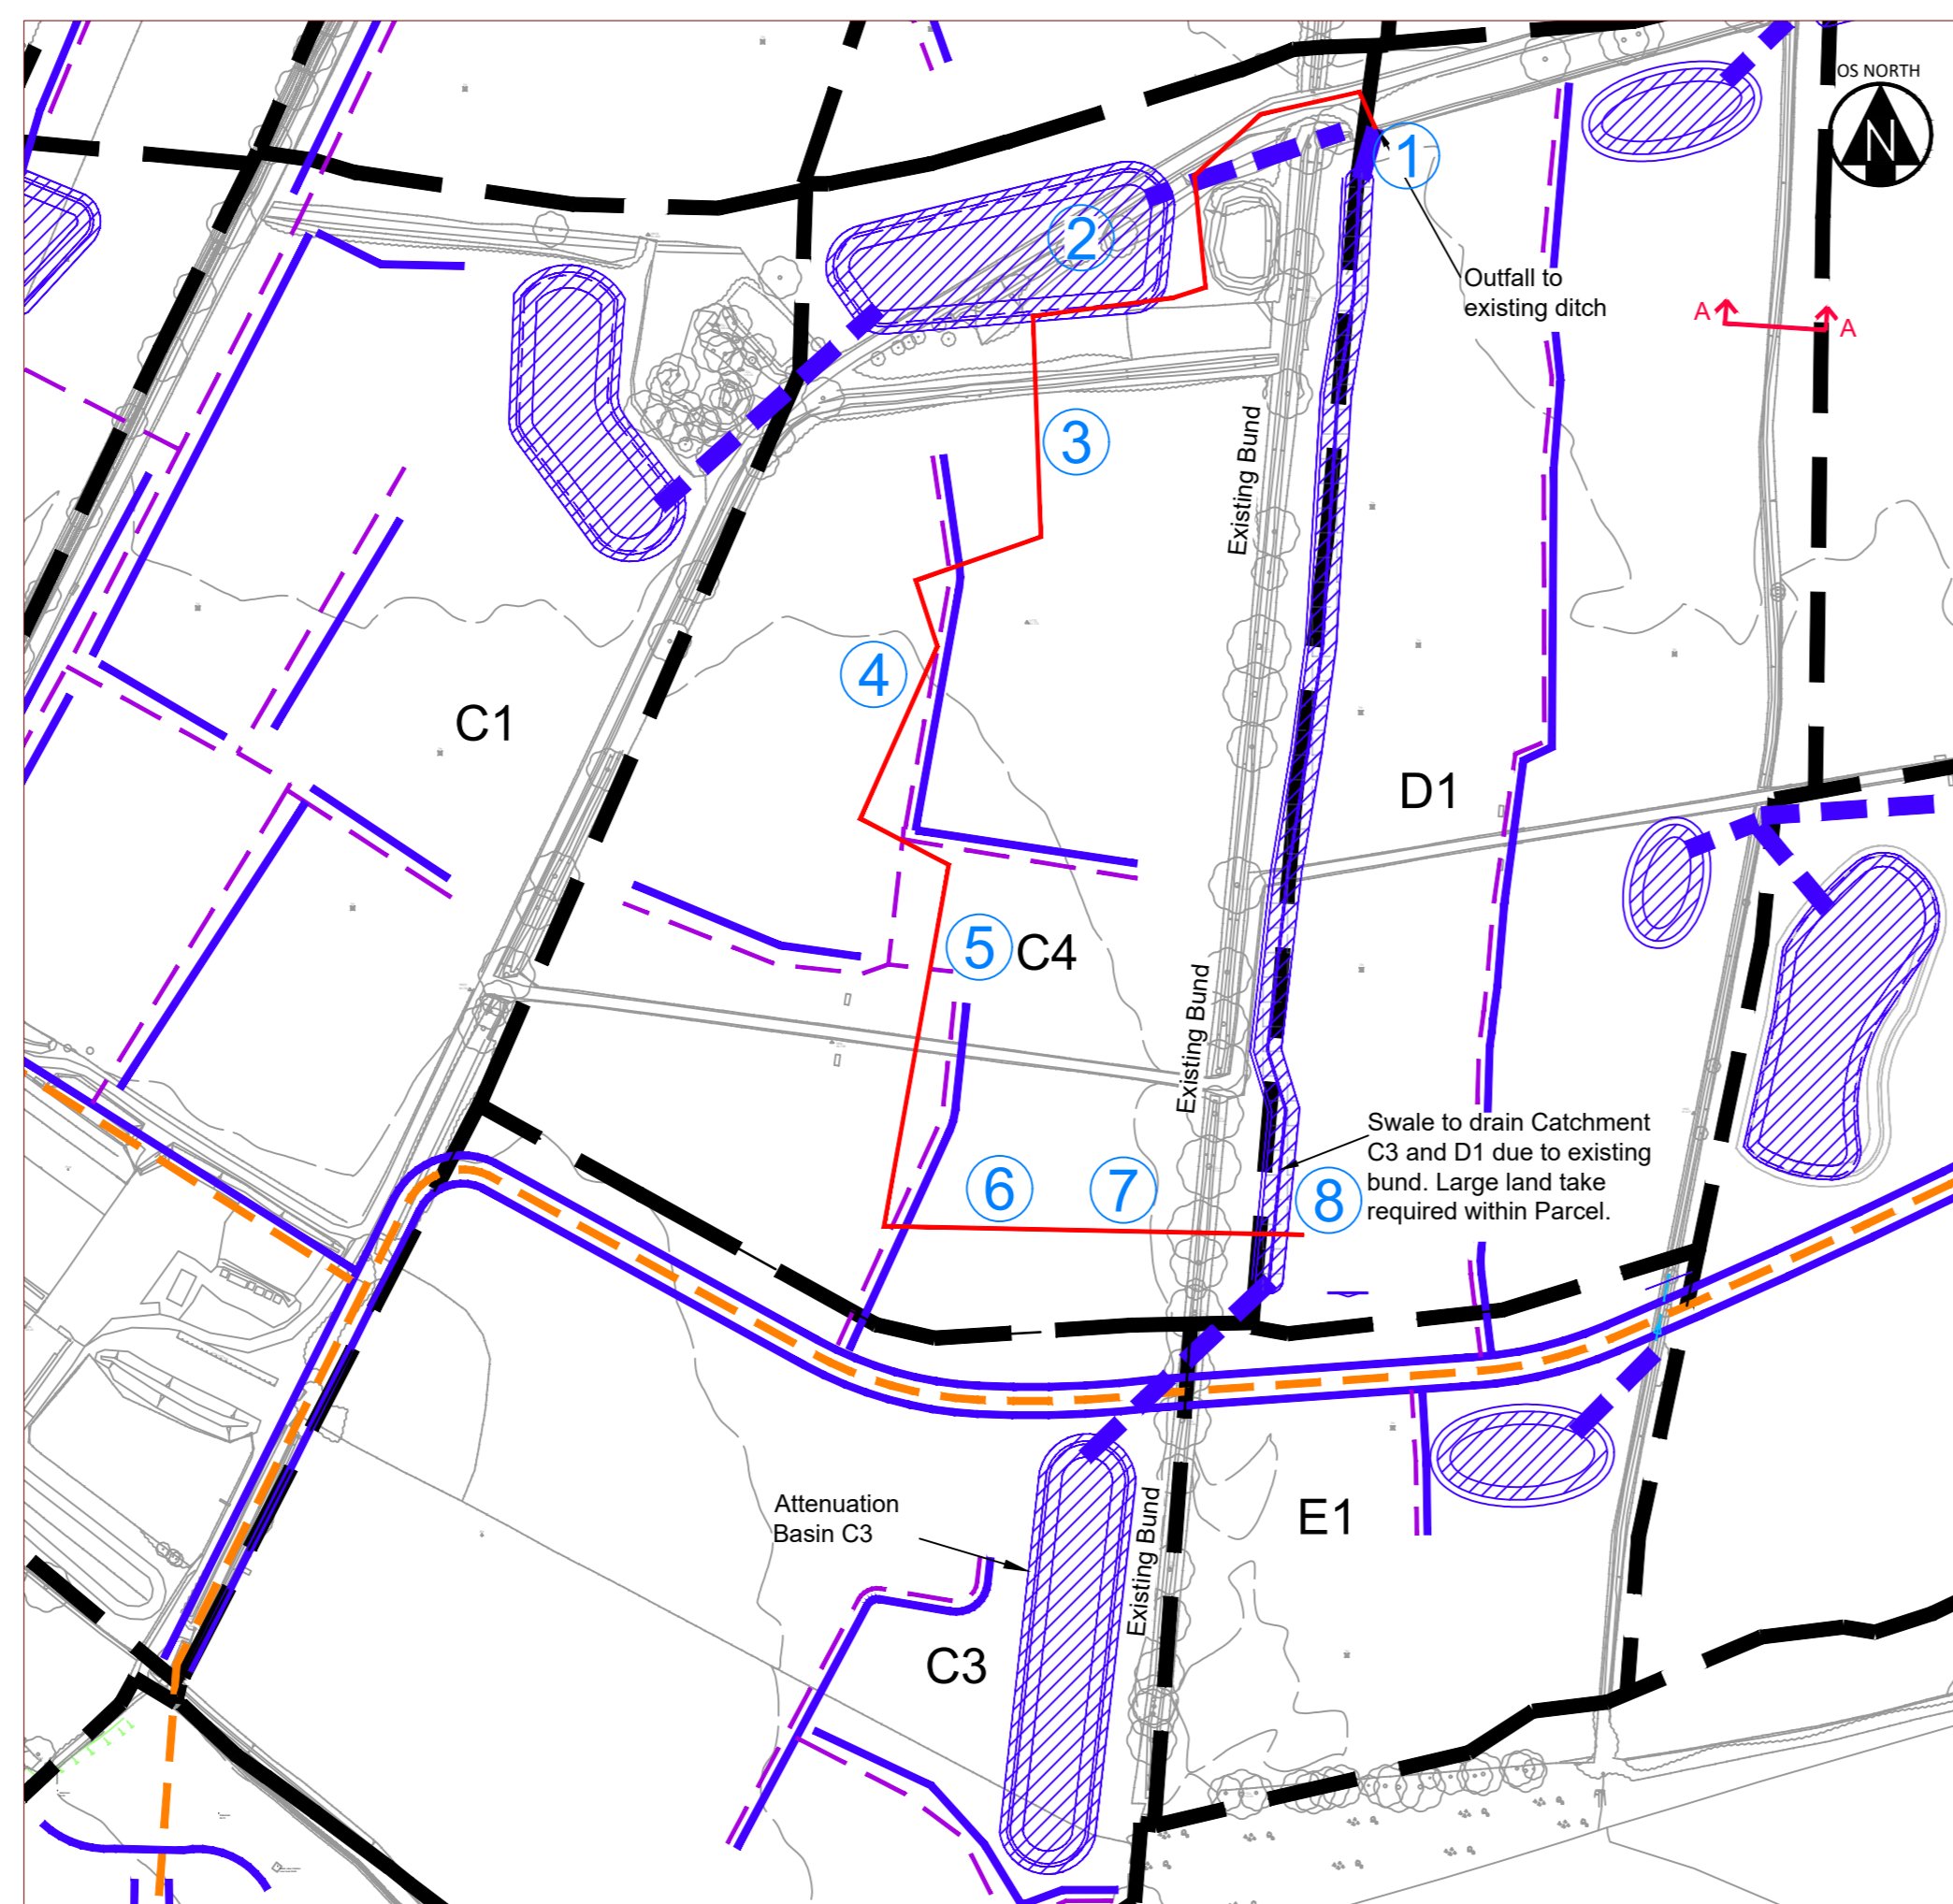 OS NORTH
N
1
2
Outfall to
existing ditch
A
A
3
Existing Bund
4
C1
D1
5
C4
Existing Bund
Swale to drain Catchment
C3 and D1 due to existing
bund. Large land take
required within Parcel.
6
7
8
Attenuation
Basin C3
Existing Bund
E1
C3